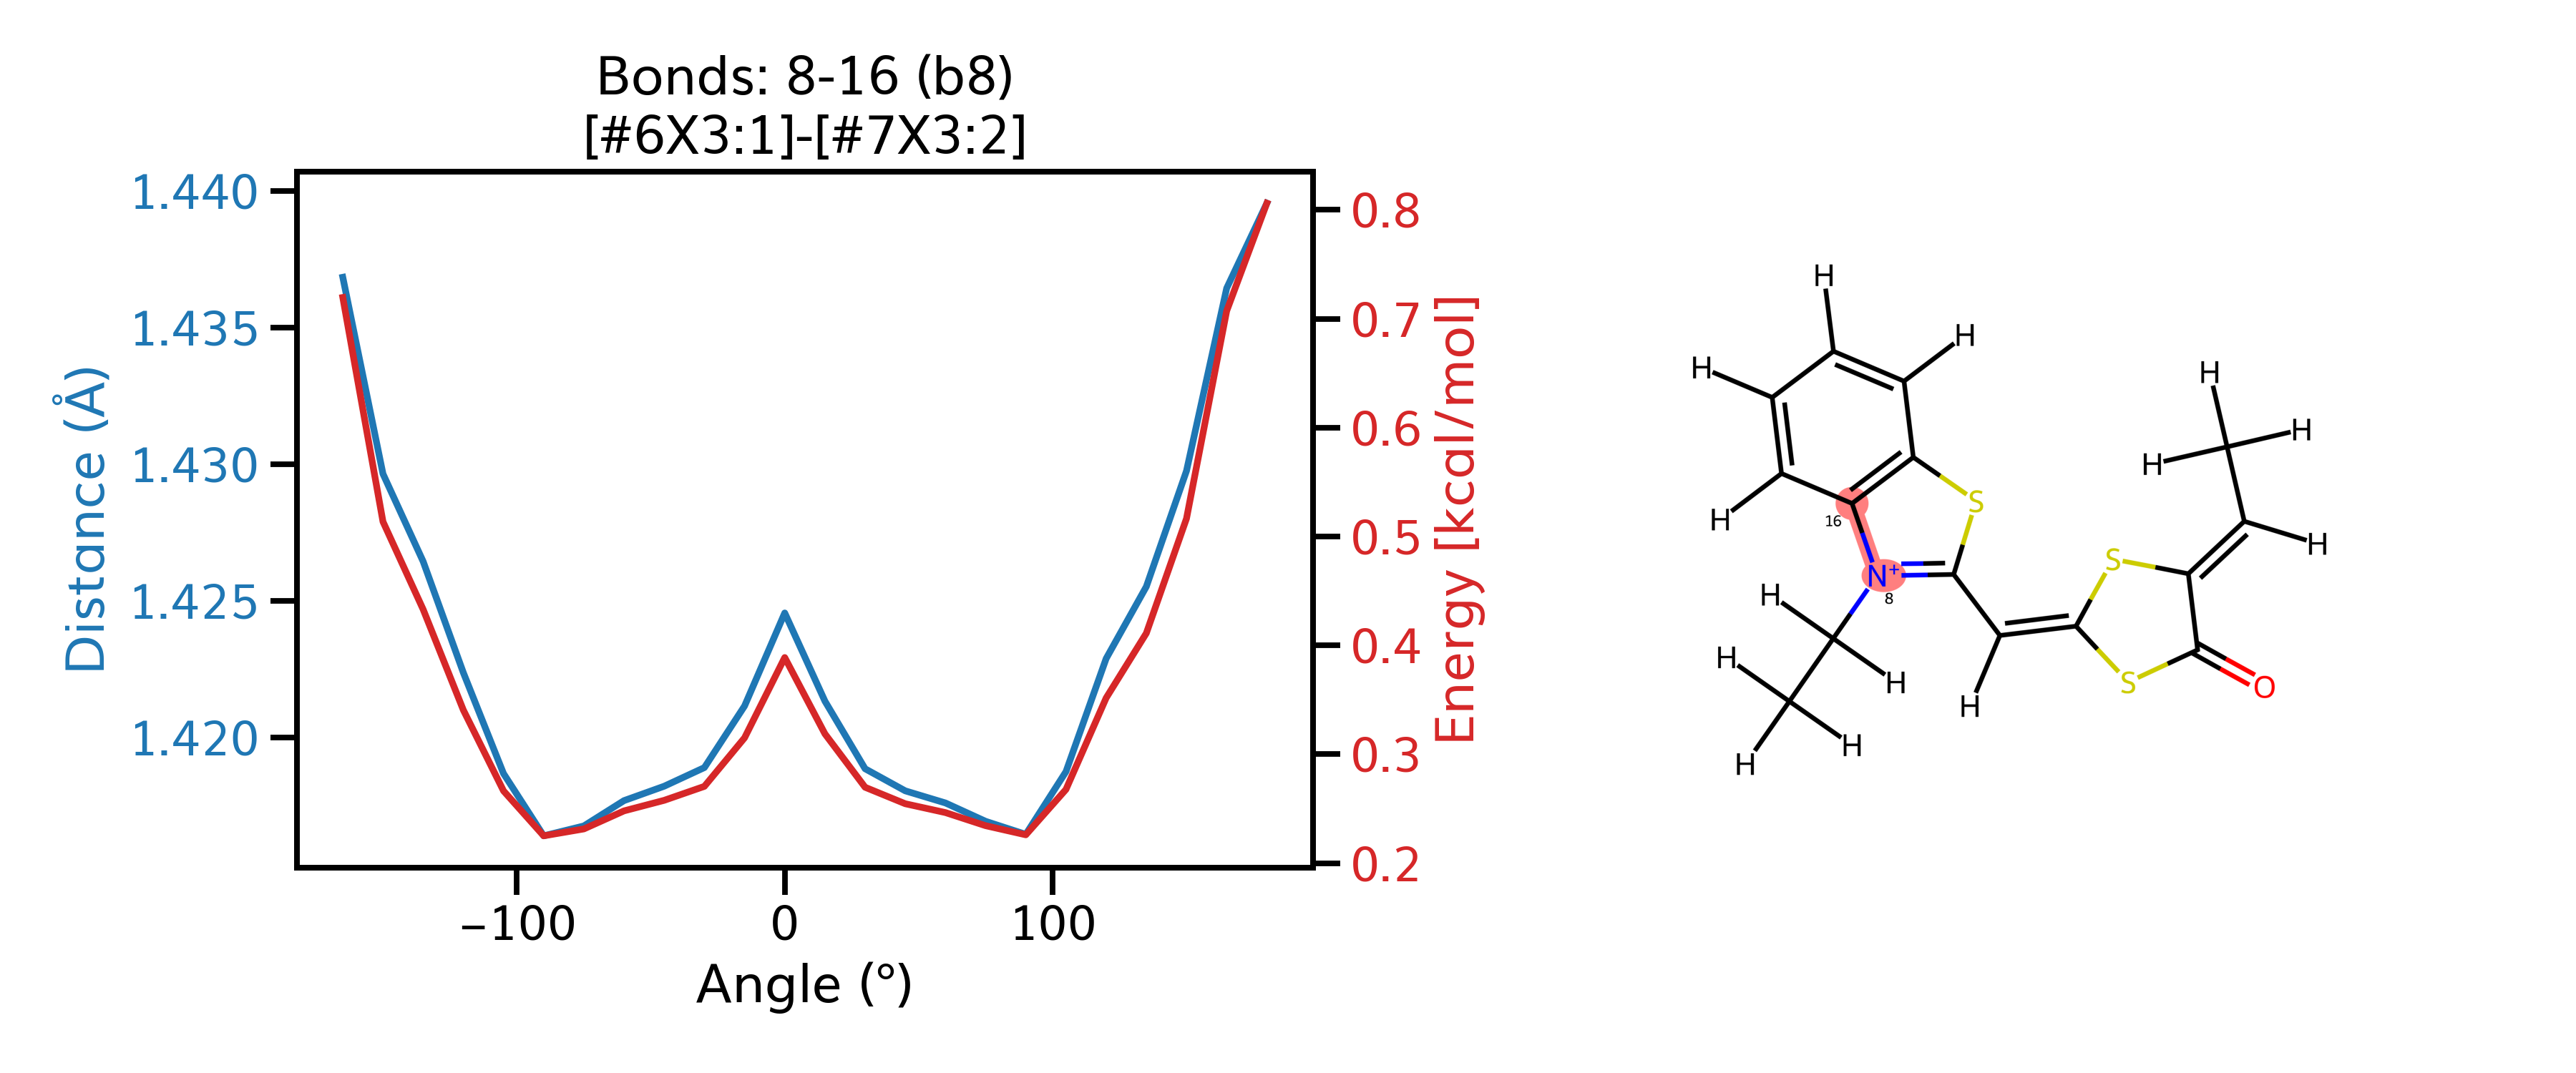 Bonds: 8-16 (b8)
[#6X3:1]-[#7X3:2]
Distance (Å)
1.440
1.435
1.430
1.425
1.420
Energy [kcal/mol]
0.8
0.7
0.6
0.5
0.4
0.3
0.2
−100
0
100
Angle (°)
H
H
H
H
H
H
H
S
16
H
H
S
N+
8
H
H
H
S
O
H
H
H